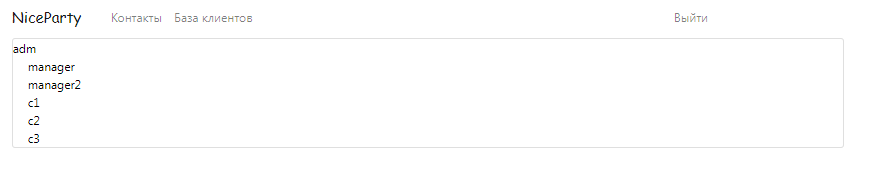 NiceParty Контакты База клиентов Выйти
adm
manager
manager2
c1
c2
c3